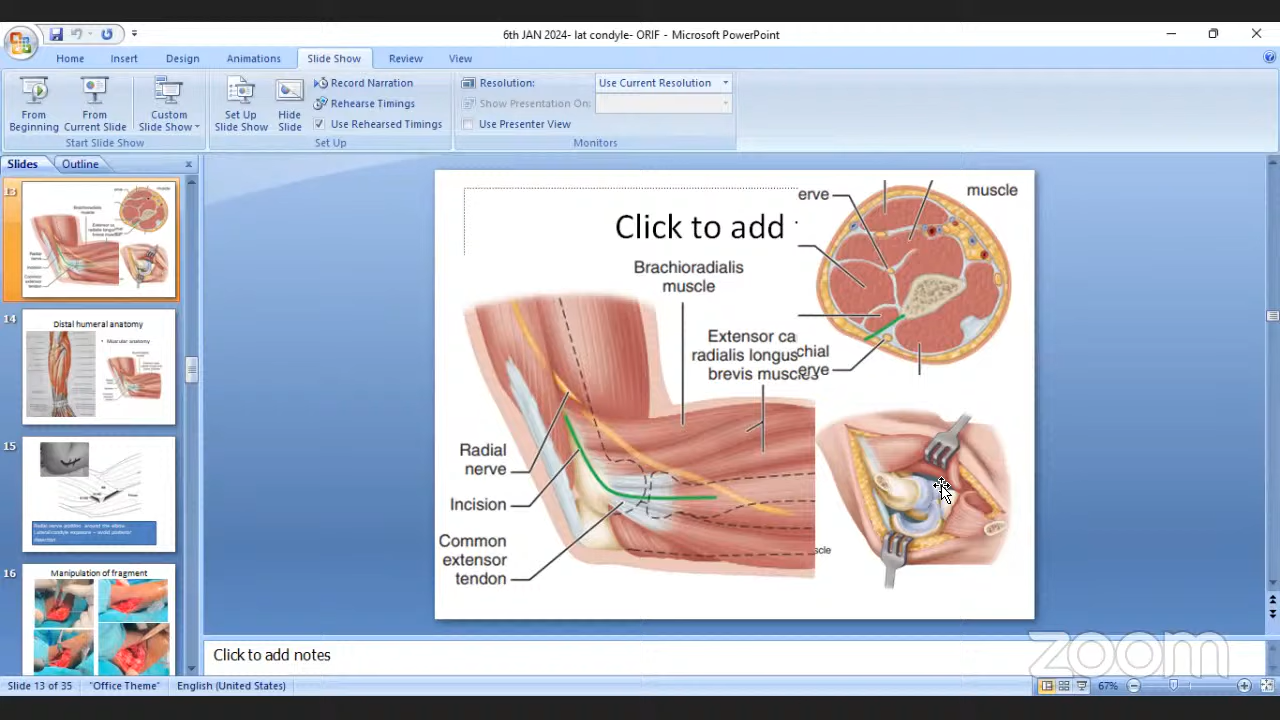 6th JAN 2024- lat condyle- ORIF - Microsoft PowerPoint
Home Insert Design Animations Slide Show Review View
From Beginning
From Current Slide
Custom Slide Show
Set Up Slide Show
Hide Slide
Record Narration
Rehearse Timings
Use Rehearsed Timings
Resolution: Use Current Resolution
Show Presentation On:
Use Presenter View
Start Slide Show
Set Up
Monitors
Slides Outline
13
14
Distal humeral anatomy
• Muscular anatomy
15
16
Manipulation of fragment
Click to add
erve
muscle
Brachioradialis
muscle
Extensor ca
radialis longus
brevis muscles
chial
erve
Radial
nerve
Incision
Common
extensor
tendon
scle
Click to add notes
zoom
Slide 13 of 35 "Office Theme" English (United States) 67%